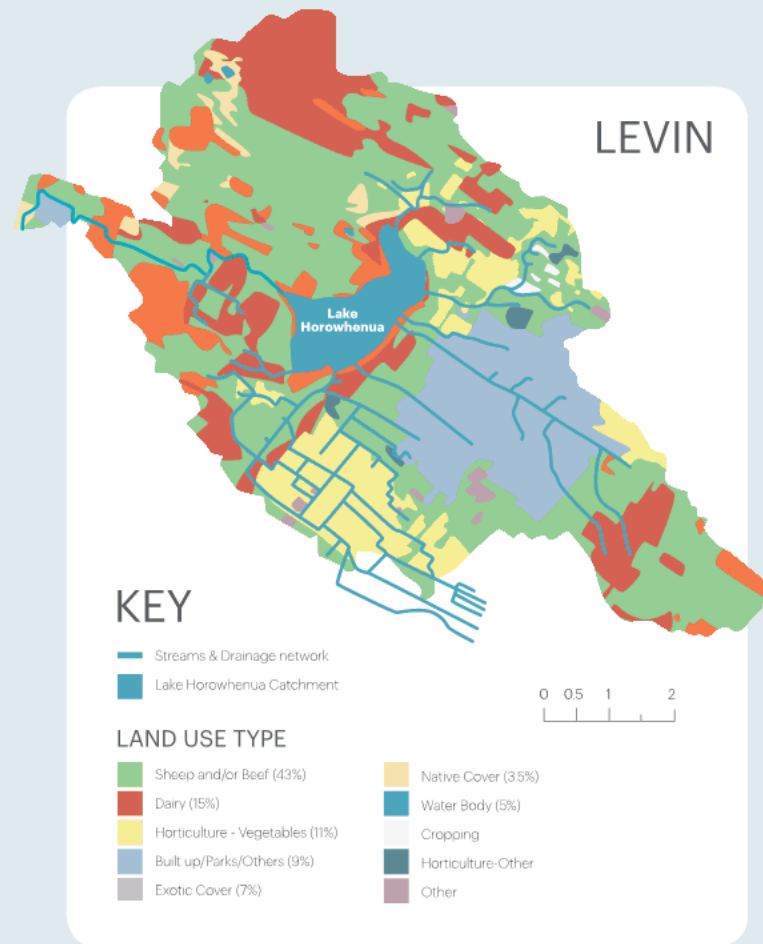 LEVIN
Lake
Horowhenua
KEY
Streams & Drainage network
Lake Horowhenua Catchment
0 0.5 1 2
LAND USE TYPE
Sheep and/or Beef (43%)
Dairy (15%)
Horticulture - Vegetables (11%)
Built up/Parks/Others (9%)
Exotic Cover (7%)
Native Cover (3.5%)
Water Body (5%)
Cropping
Horticulture-Other
Other